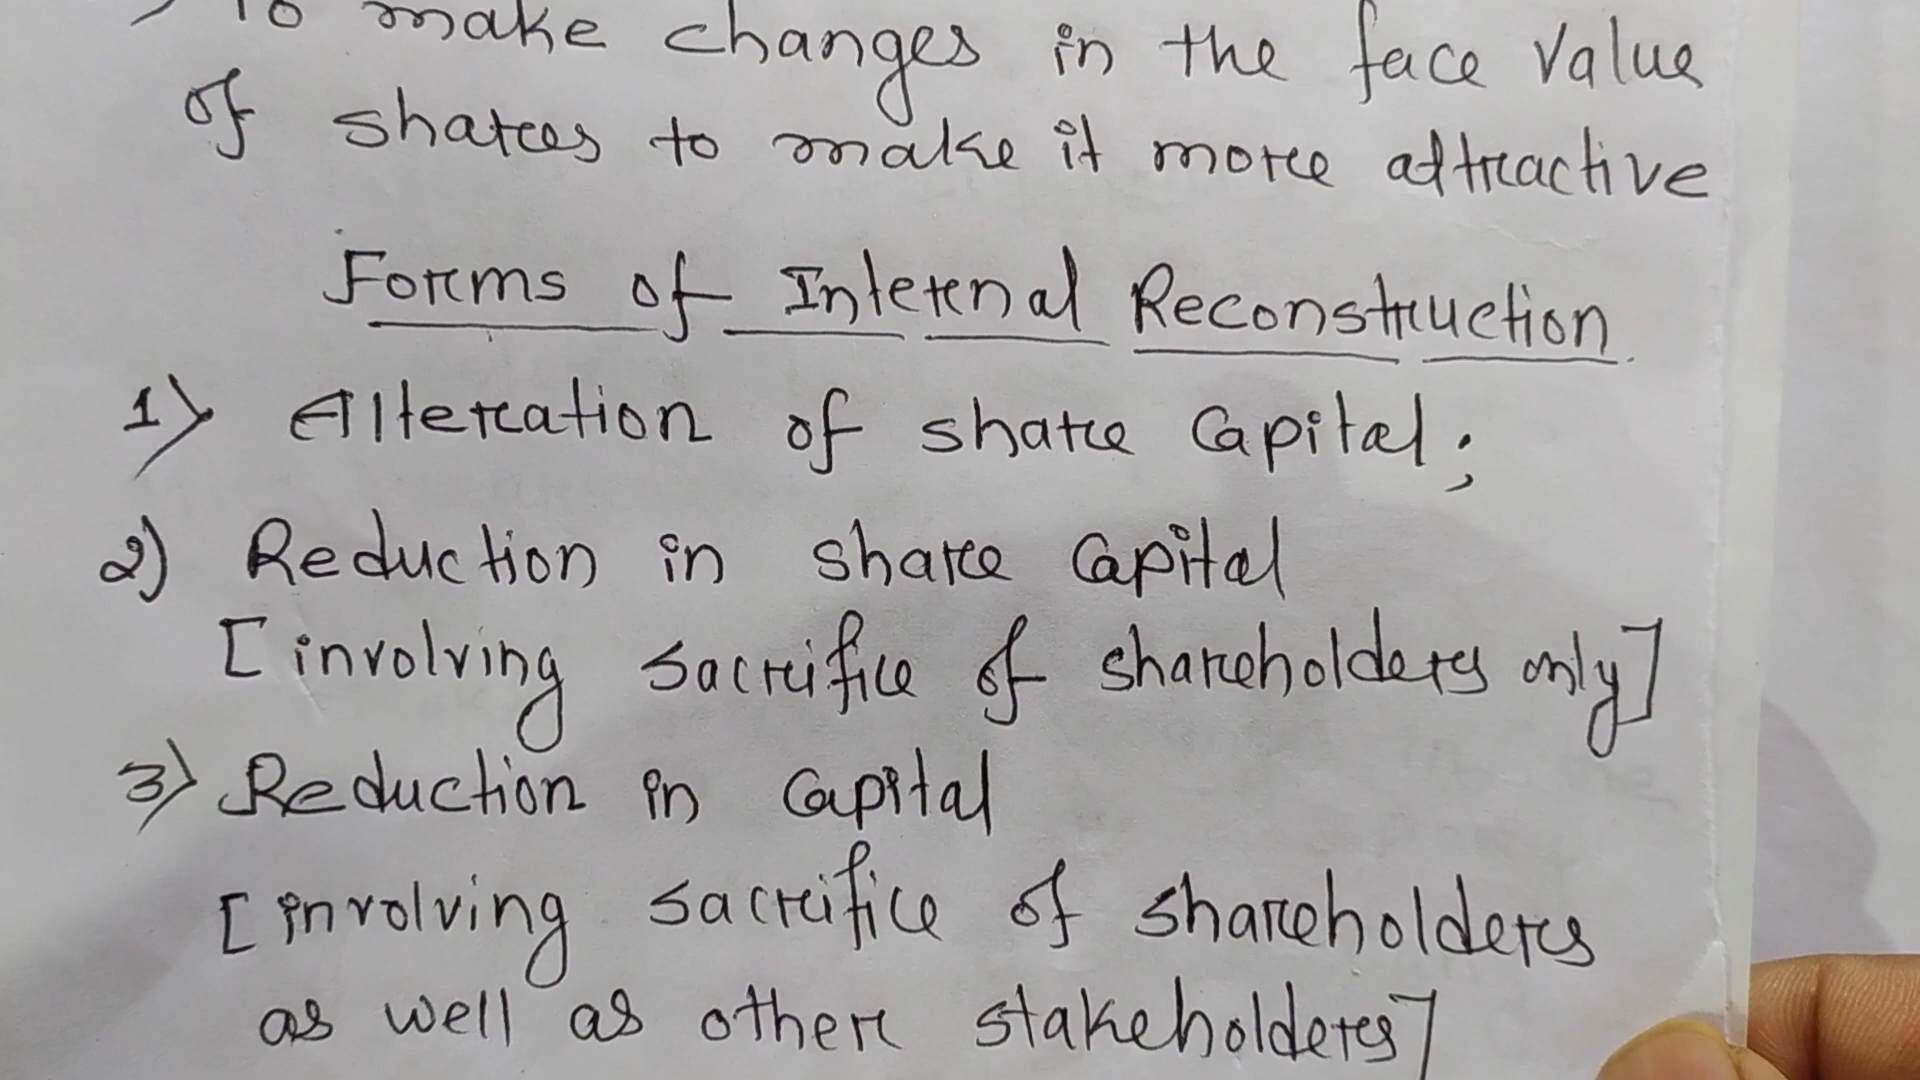 To make changes in the face value
of shares to make it more attractive
Forms of Internal Reconstruction
1) Alteration of share Capital;
2) Reduction in share Capital
[involving sacrifice of shareholders only]
3) Reduction in Capital
[involving sacrifice of shareholders
as well as other stakeholders]